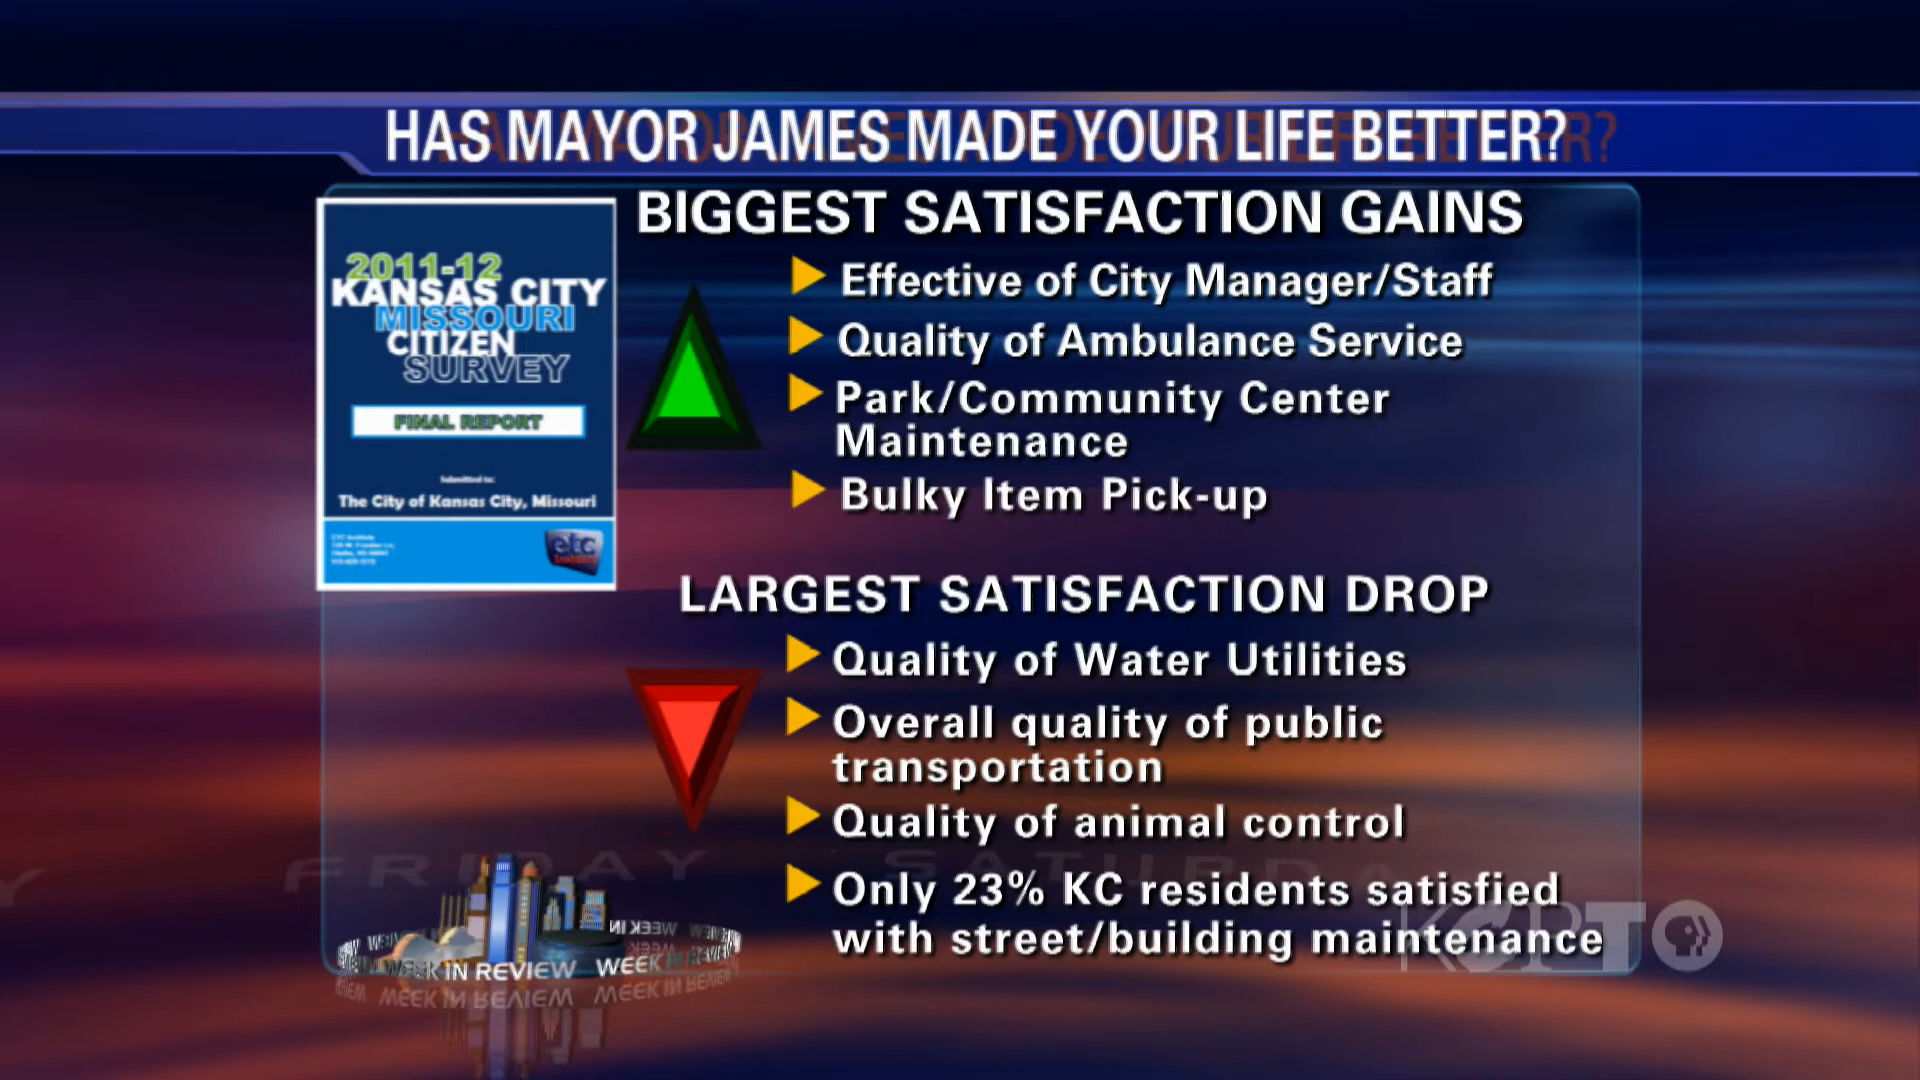 HAS MAYOR JAMES MADE YOUR LIFE BETTER?
BIGGEST SATISFACTION GAINS
Effective of City Manager/Staff
Quality of Ambulance Service
Park/Community Center
Maintenance
Bulky Item Pick-up
2011-12
KANSAS CITY
MISSOURI
CITIZEN
SURVEY
FINAL REPORT
Submitted to:
The City of Kansas City, Missouri
etc
LARGEST SATISFACTION DROP
Quality of Water Utilities
Overall quality of public
transportation
Quality of animal control
Only 23% KC residents satisfied
with street/building maintenance
FRIDAY
WEEK IN REVIEW WEEK IN REVIEW
KCPT